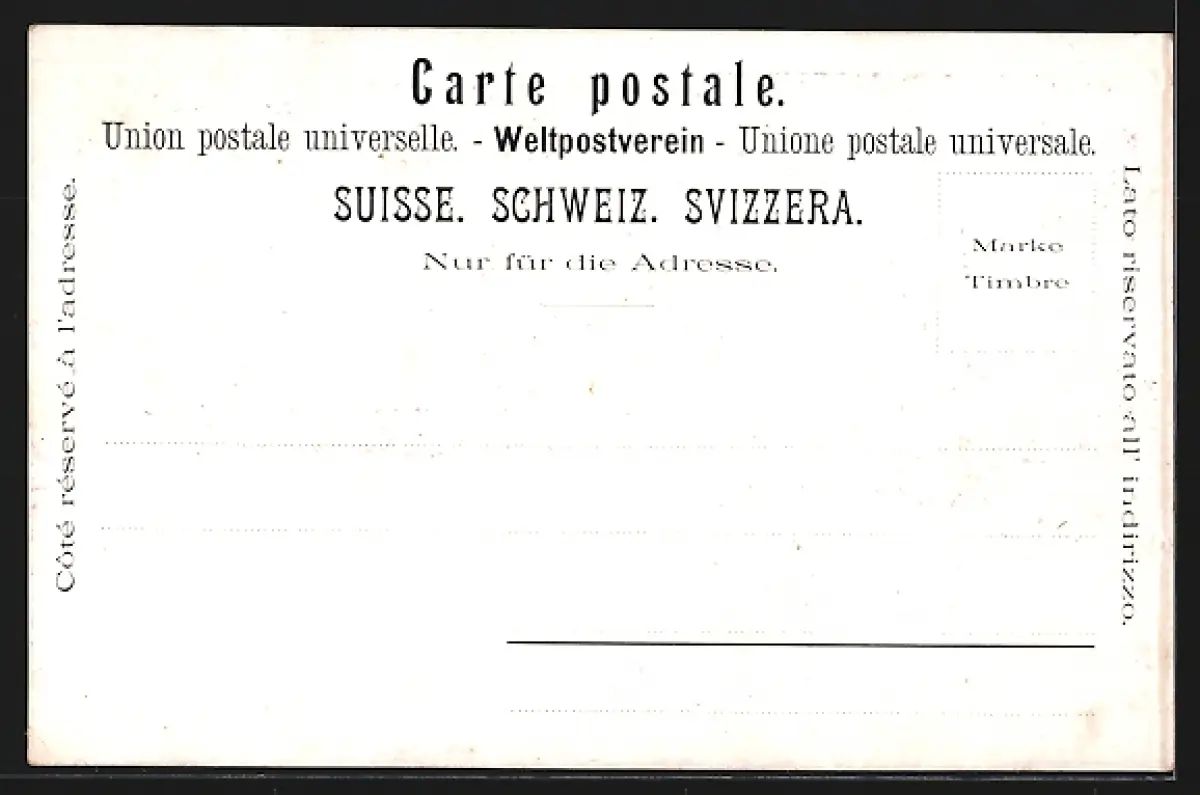 Carte postale.
Union postale universelle. - Weltpostverein - Unione postale universale.
SUISSE. SCHWEIZ. SVIZZERA.
Nur für die Adresse.
Marke
Timbre
Côté réservé à l'adresse.
Lato riservato all' indirizzo.